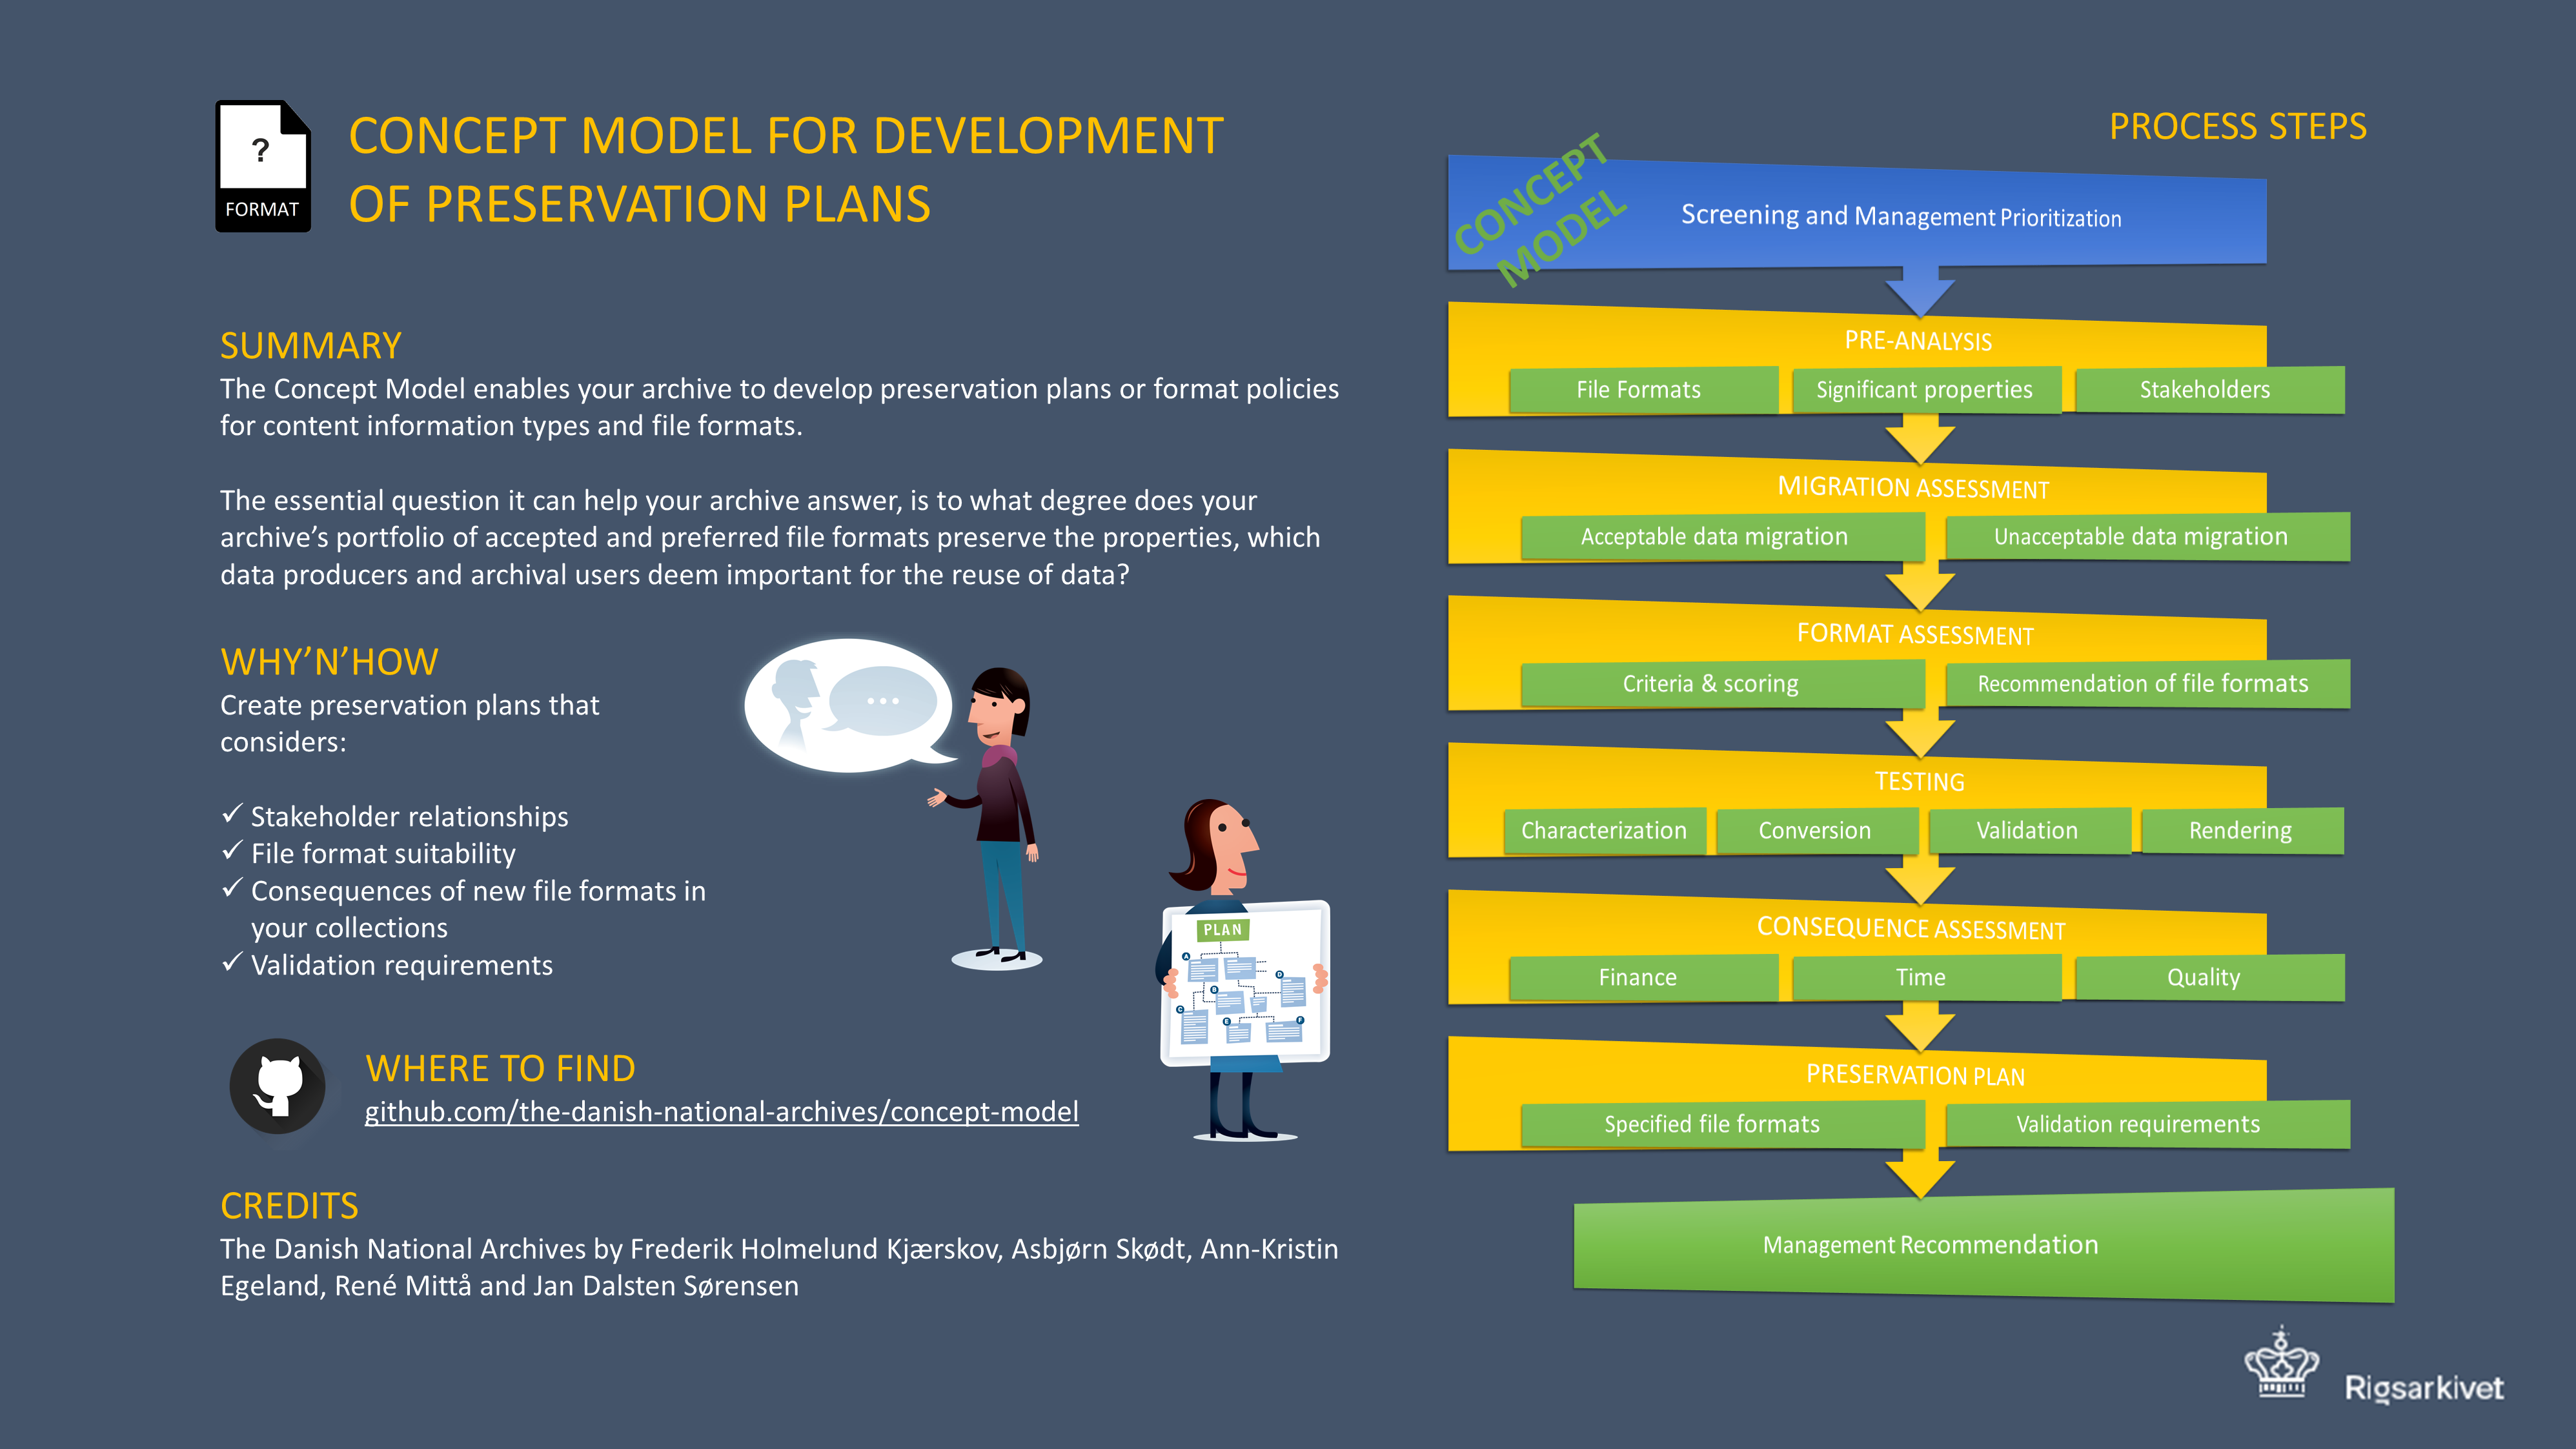 ?
FORMAT
CONCEPT MODEL FOR DEVELOPMENT
OF PRESERVATION PLANS
SUMMARY
The Concept Model enables your archive to develop preservation plans or format policies
for content information types and file formats.
The essential question it can help your archive answer, is to what degree does your
archive’s portfolio of accepted and preferred file formats preserve the properties, which
data producers and archival users deem important for the reuse of data?
WHY’N’HOW
Create preservation plans that
considers:
✓ Stakeholder relationships
✓ File format suitability
✓ Consequences of new file formats in
your collections
✓ Validation requirements
PLAN
A
B
C
D
E
F
WHERE TO FIND
github.com/the-danish-national-archives/concept-model
CREDITS
The Danish National Archives by Frederik Holmelund Kjærskov, Asbjørn Skødt, Ann-Kristin
Egeland, René Mittå and Jan Dalsten Sørensen
PROCESS STEPS
CONCEPT
MODEL
Screening and Management Prioritization
PRE-ANALYSIS
File Formats
Significant properties
Stakeholders
MIGRATION ASSESSMENT
Acceptable data migration
Unacceptable data migration
FORMAT ASSESSMENT
Criteria & scoring
Recommendation of file formats
TESTING
Characterization
Conversion
Validation
Rendering
CONSEQUENCE ASSESSMENT
Finance
Time
Quality
PRESERVATION PLAN
Specified file formats
Validation requirements
Management Recommendation
Rigsarkivet